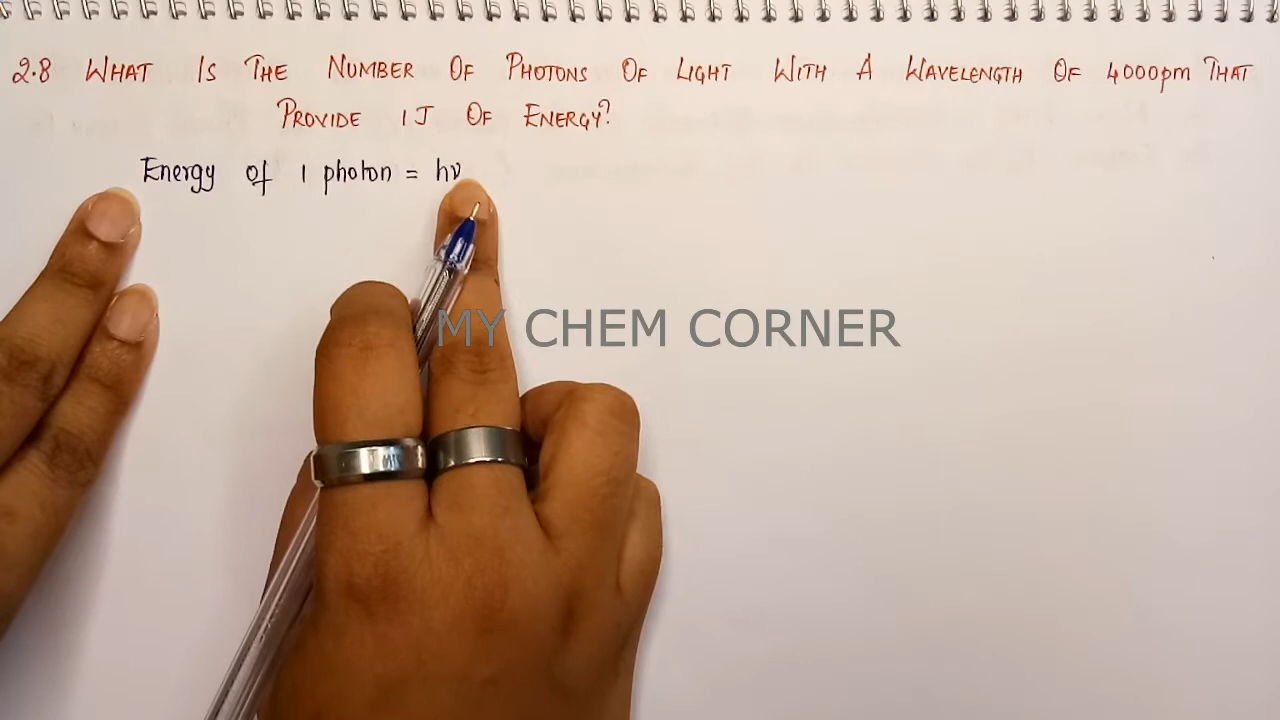 2.8 WHAT IS THE NUMBER OF PHOTONS OF LIGHT WITH A WAVELENGTH OF 4000pm THAT
PROVIDE 1J OF ENERGY?
Energy of 1 photon = hν
MY CHEM CORNER